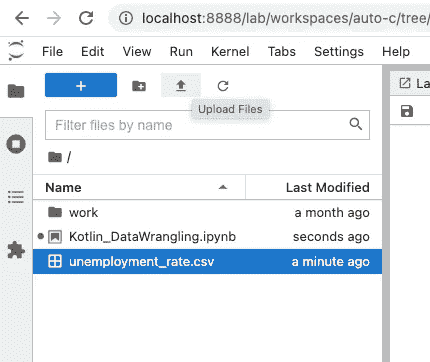 localhost:8888/lab/workspaces/auto-c/tree/
File Edit View Run Kernel Tabs Settings Help
+
La
Upload Files
Filter files by name
/
Name Last Modified
work a month ago
Kotlin_DataWrangling.ipynb seconds ago
unemployment_rate.csv a minute ago